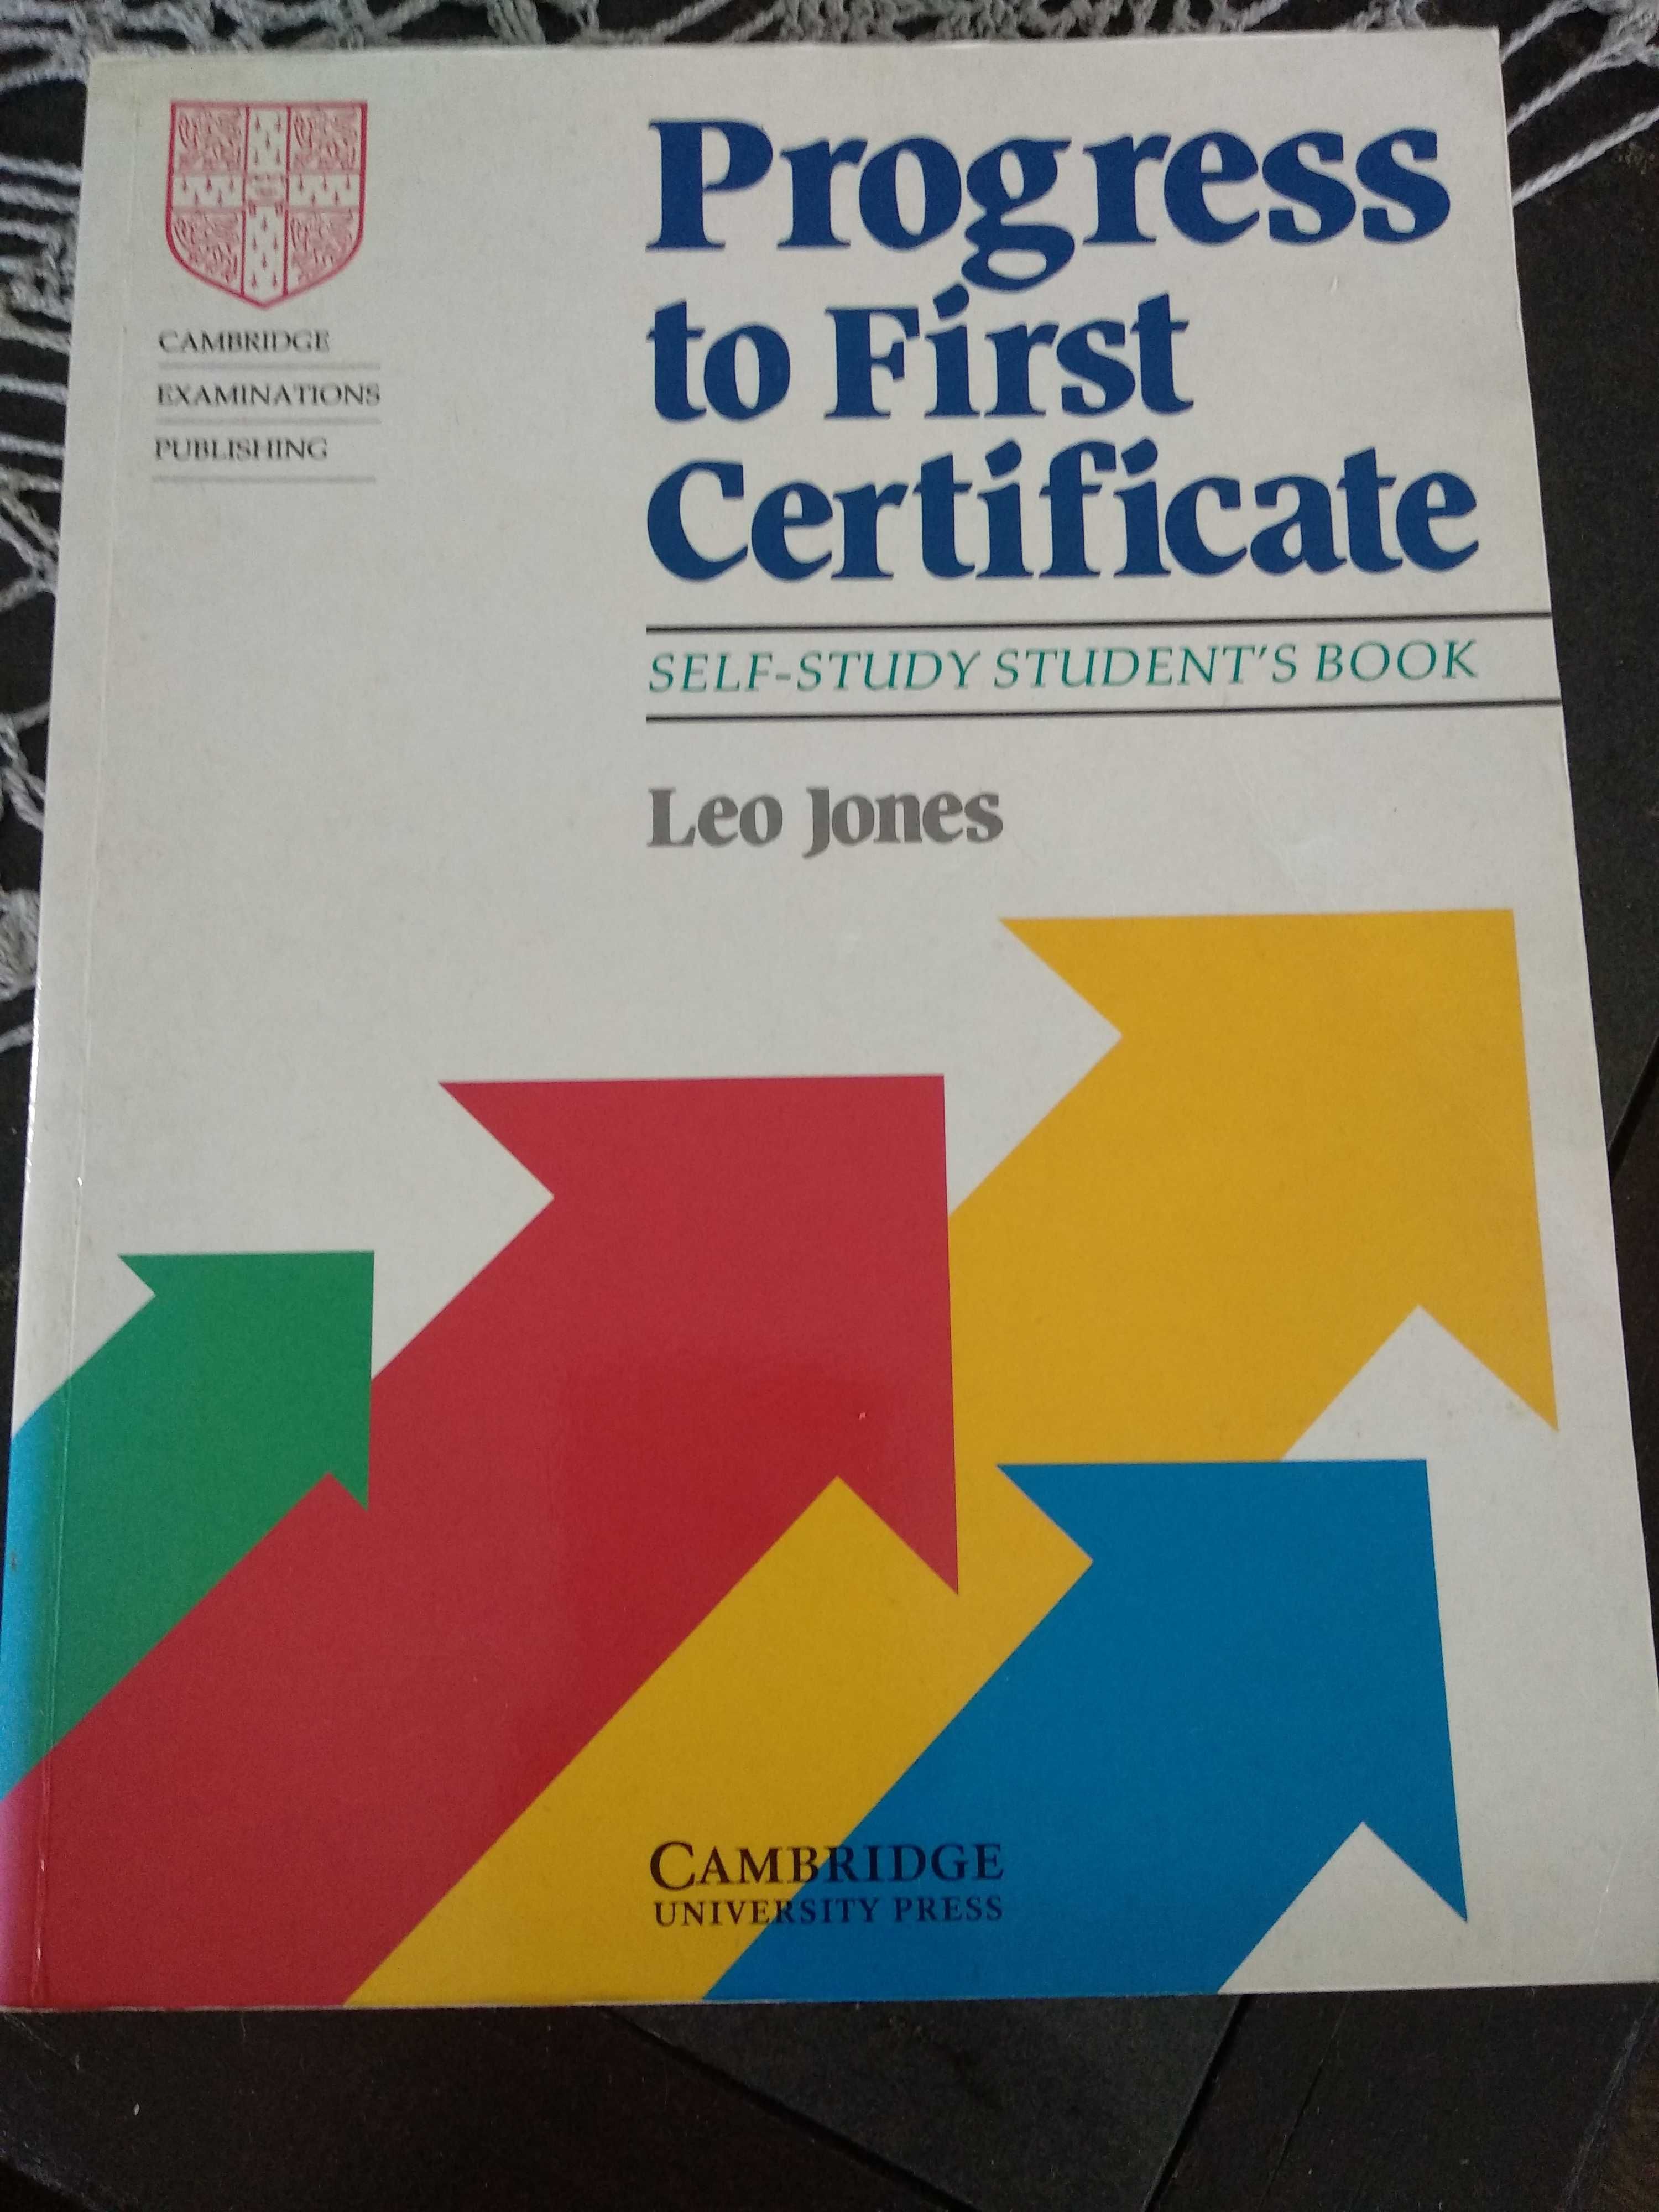 CAMBRIDGE
EXAMINATIONS
PUBLISHING
Progress
to First
Certificate
SELF-STUDY STUDENT'S BOOK
Leo Jones
CAMBRIDGE
UNIVERSITY PRESS